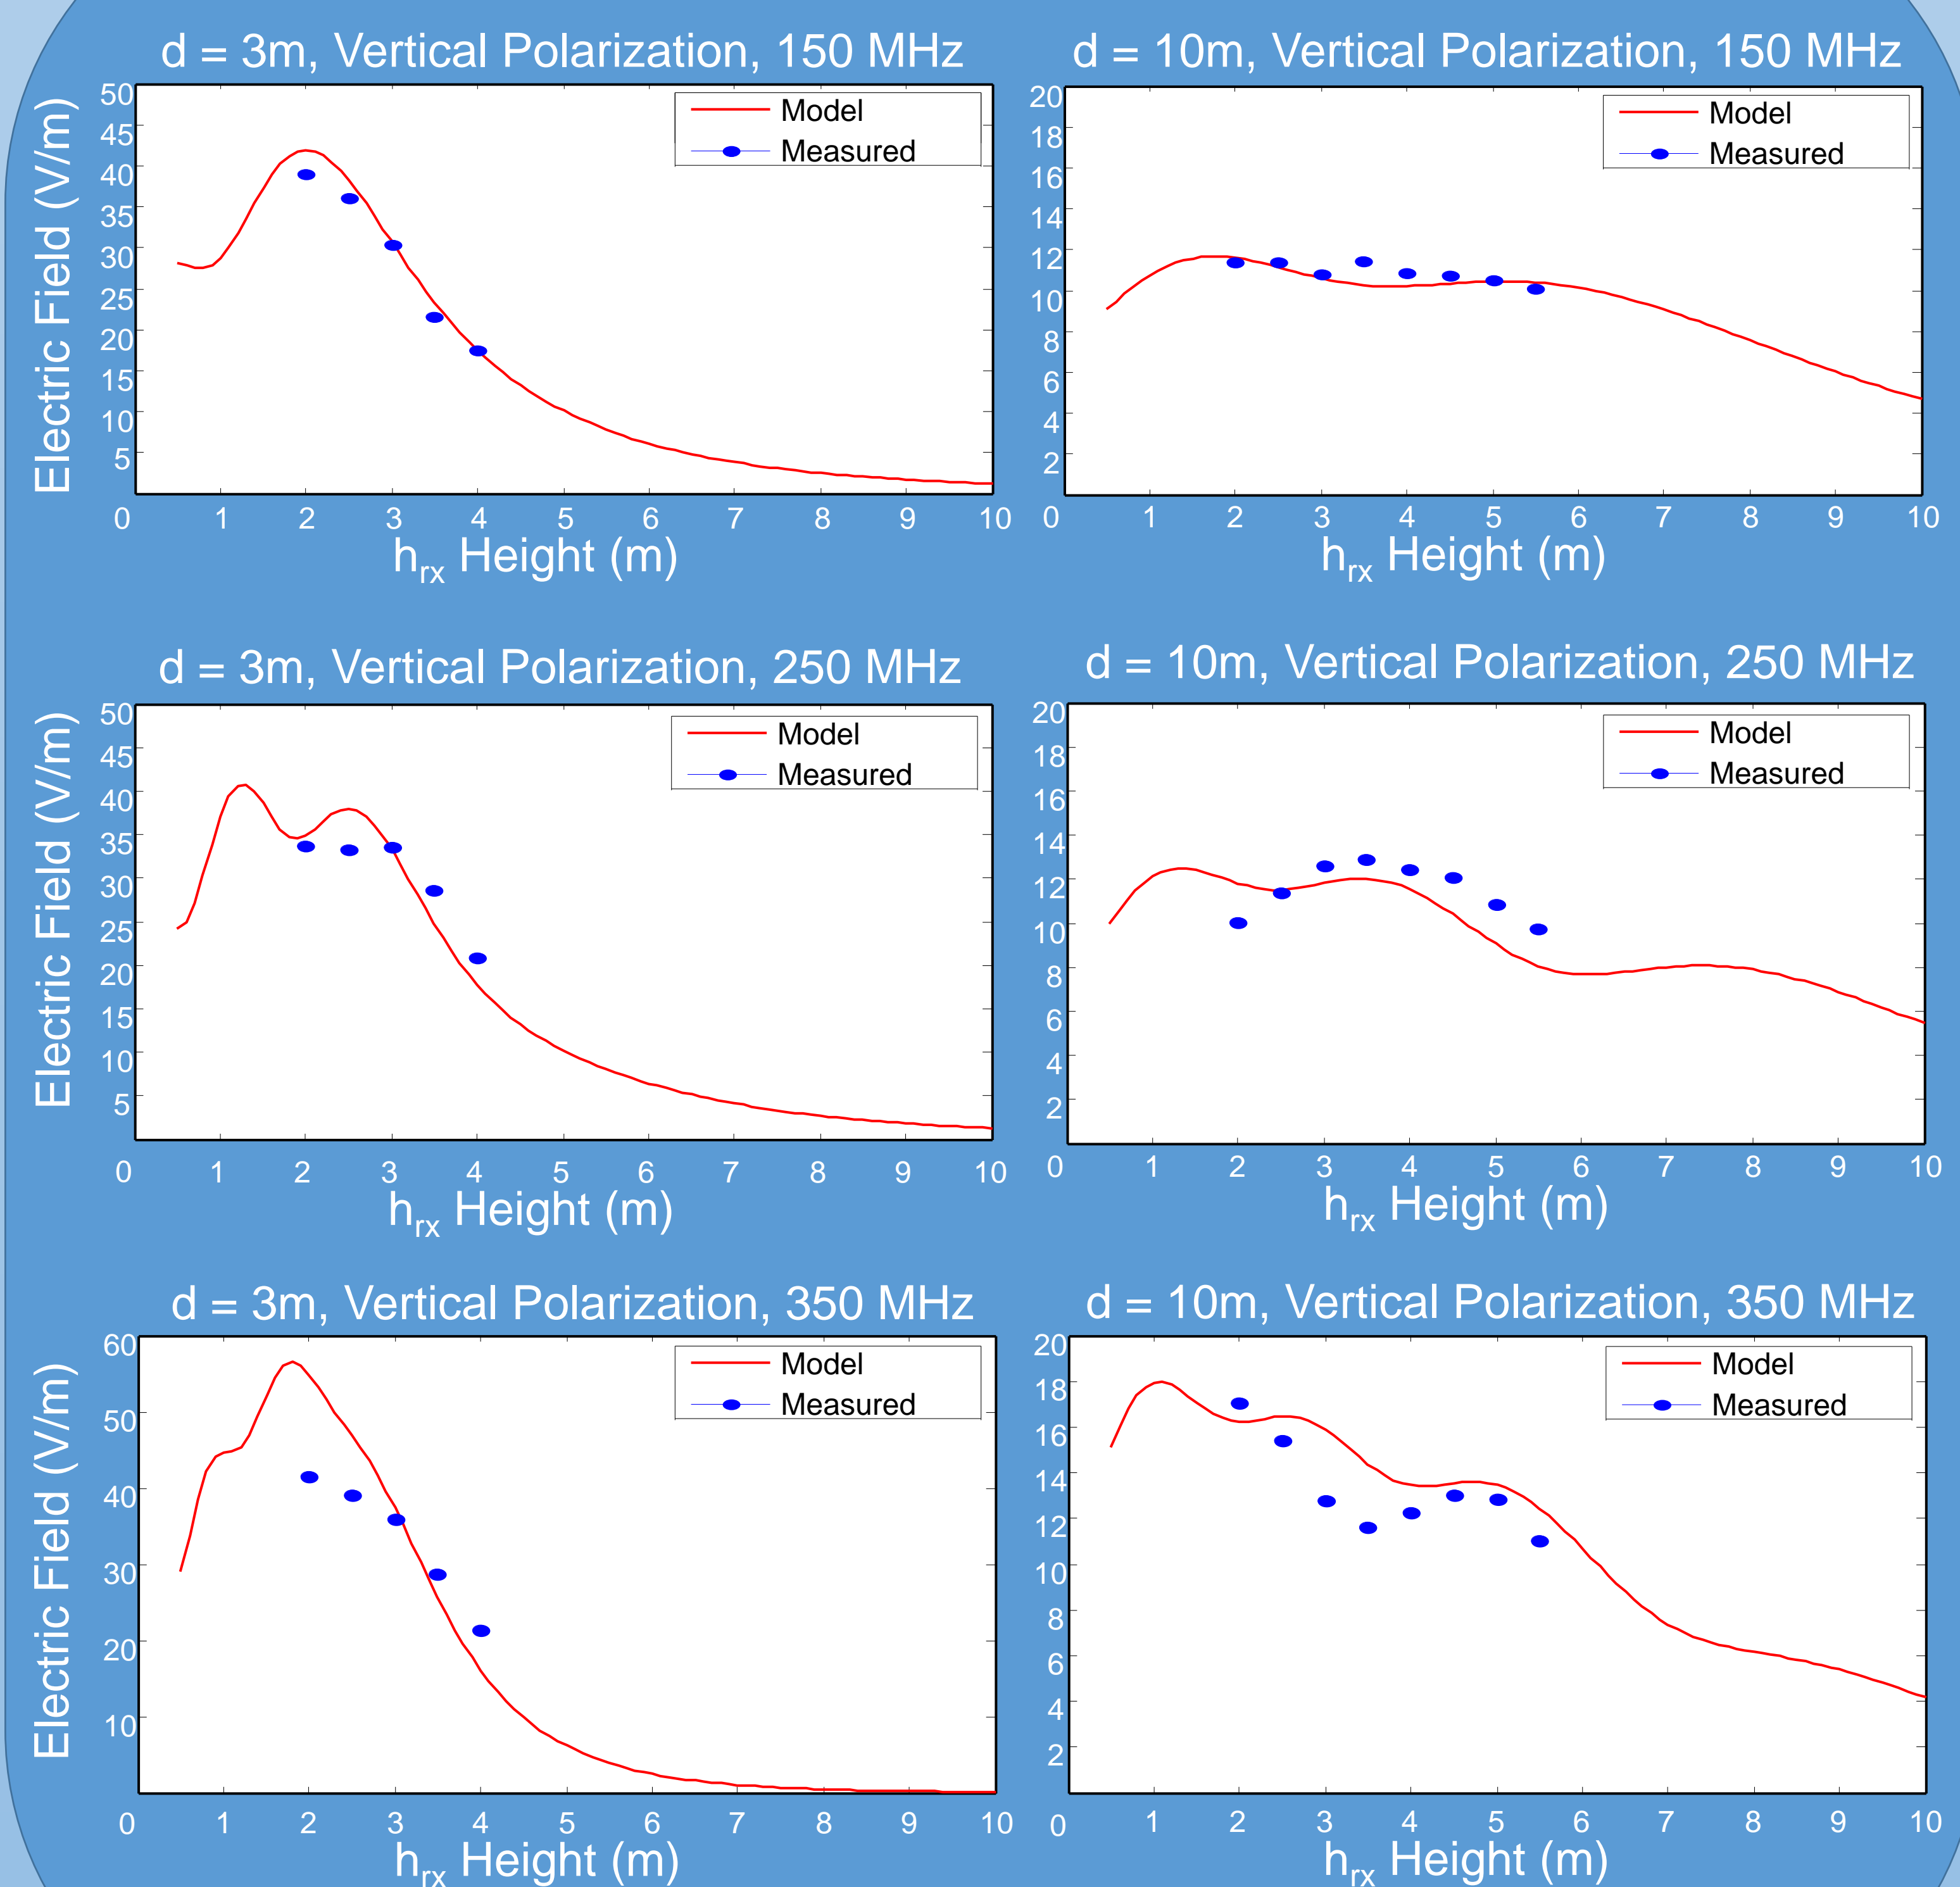 d = 3m, Vertical Polarization, 150 MHz
Electric Field (V/m)
50
45
40
35
30
25
20
15
10
5
Model
Measured
0 1 2 3 4 5 6 7 8 9 10
h_rx Height (m)
d = 10m, Vertical Polarization, 150 MHz
20
18
16
14
12
10
8
6
4
2
Model
Measured
0 1 2 3 4 5 6 7 8 9 10
h_rx Height (m)
d = 3m, Vertical Polarization, 250 MHz
Electric Field (V/m)
50
45
40
35
30
25
20
15
10
5
Model
Measured
0 1 2 3 4 5 6 7 8 9 10
h_rx Height (m)
d = 10m, Vertical Polarization, 250 MHz
20
18
16
14
12
10
8
6
4
2
Model
Measured
0 1 2 3 4 5 6 7 8 9 10
h_rx Height (m)
d = 3m, Vertical Polarization, 350 MHz
Electric Field (V/m)
60
50
40
30
20
10
Model
Measured
0 1 2 3 4 5 6 7 8 9 10
h_rx Height (m)
d = 10m, Vertical Polarization, 350 MHz
20
18
16
14
12
10
8
6
4
2
Model
Measured
0 1 2 3 4 5 6 7 8 9 10
h_rx Height (m)